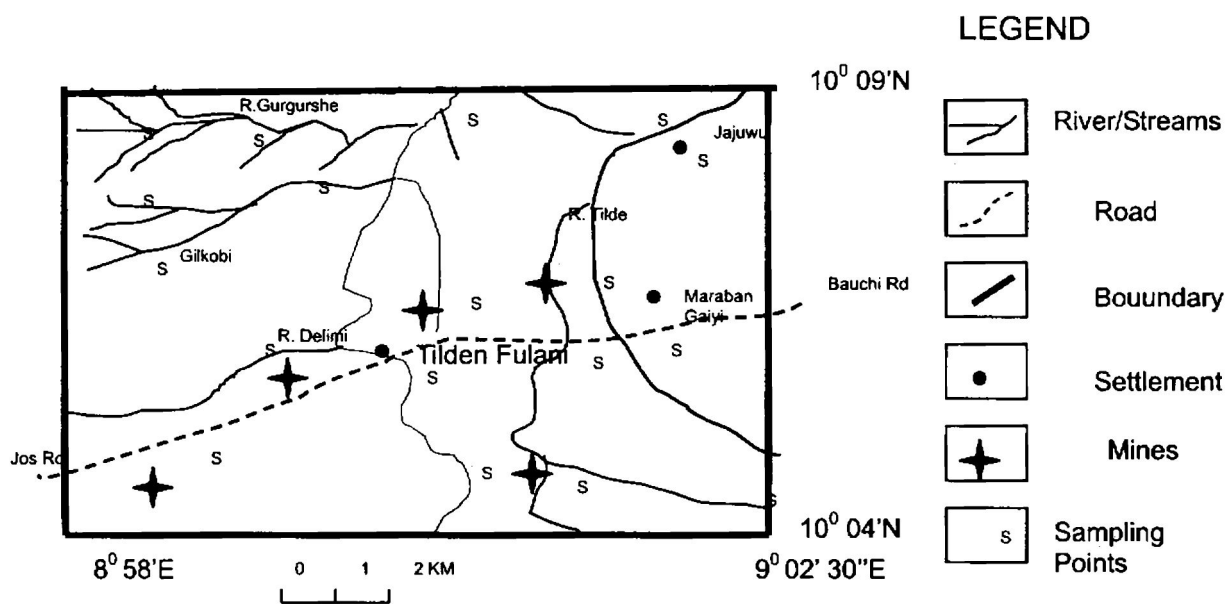 LEGEND
10⁰ 09'N
R.Gurgurshe
S
S
S
S
Jajuwu
S
River/Streams
S
S
R. Tilde
Road
Gilkobi
S
S
Bauchi Rd
Maraban
Gaiyi
S
Bouundary
R. Delimi
S
Tilden Fulani
S
S
S
Settlement
Jos Rd
S
S
S
S
Mines
10⁰ 04'N
S
Sampling
Points
8⁰ 58'E
0 1 2 KM
9⁰ 02' 30"E